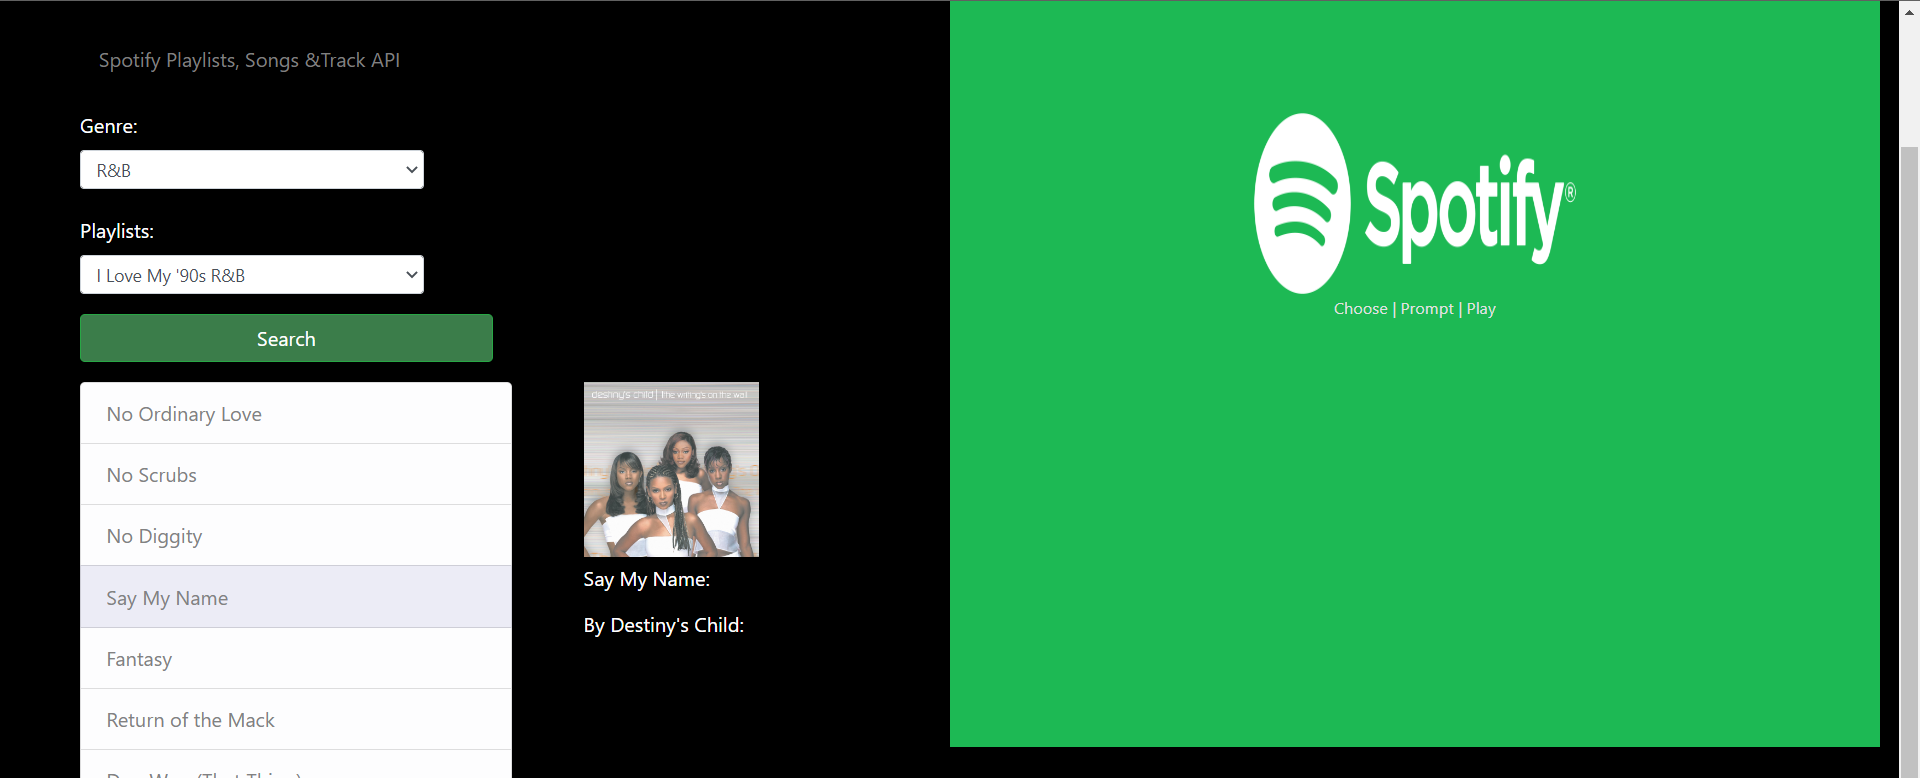 Spotify Playlists, Songs &Track API
Genre:
R&B
Playlists:
I Love My '90s R&B
Search
No Ordinary Love
No Scrubs
No Diggity
Say My Name
Fantasy
Return of the Mack
destiny's child | the writing's on the wall
Say My Name:
By Destiny's Child:
Spotify®
Choose | Prompt | Play